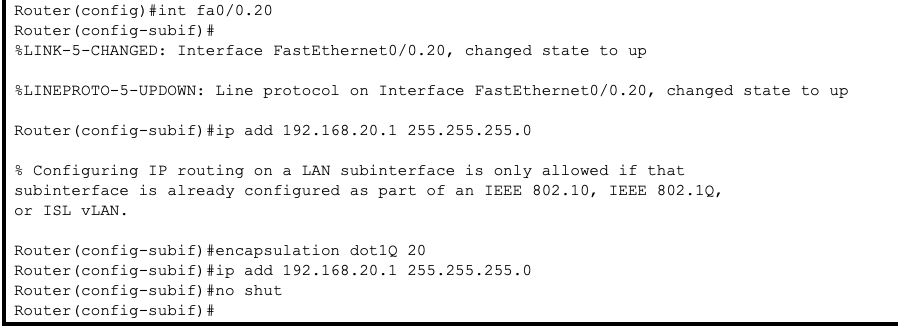 Router(config)#int fa0/0.20
Router(config-subif)#
%LINK-5-CHANGED: Interface FastEthernet0/0.20, changed state to up
%LINEPROTO-5-UPDOWN: Line protocol on Interface FastEthernet0/0.20, changed state to up
Router(config-subif)#ip add 192.168.20.1 255.255.255.0
% Configuring IP routing on a LAN subinterface is only allowed if that
subinterface is already configured as part of an IEEE 802.10, IEEE 802.1Q,
or ISL vLAN.
Router(config-subif)#encapsulation dot1Q 20
Router(config-subif)#ip add 192.168.20.1 255.255.255.0
Router(config-subif)#no shut
Router(config-subif)#